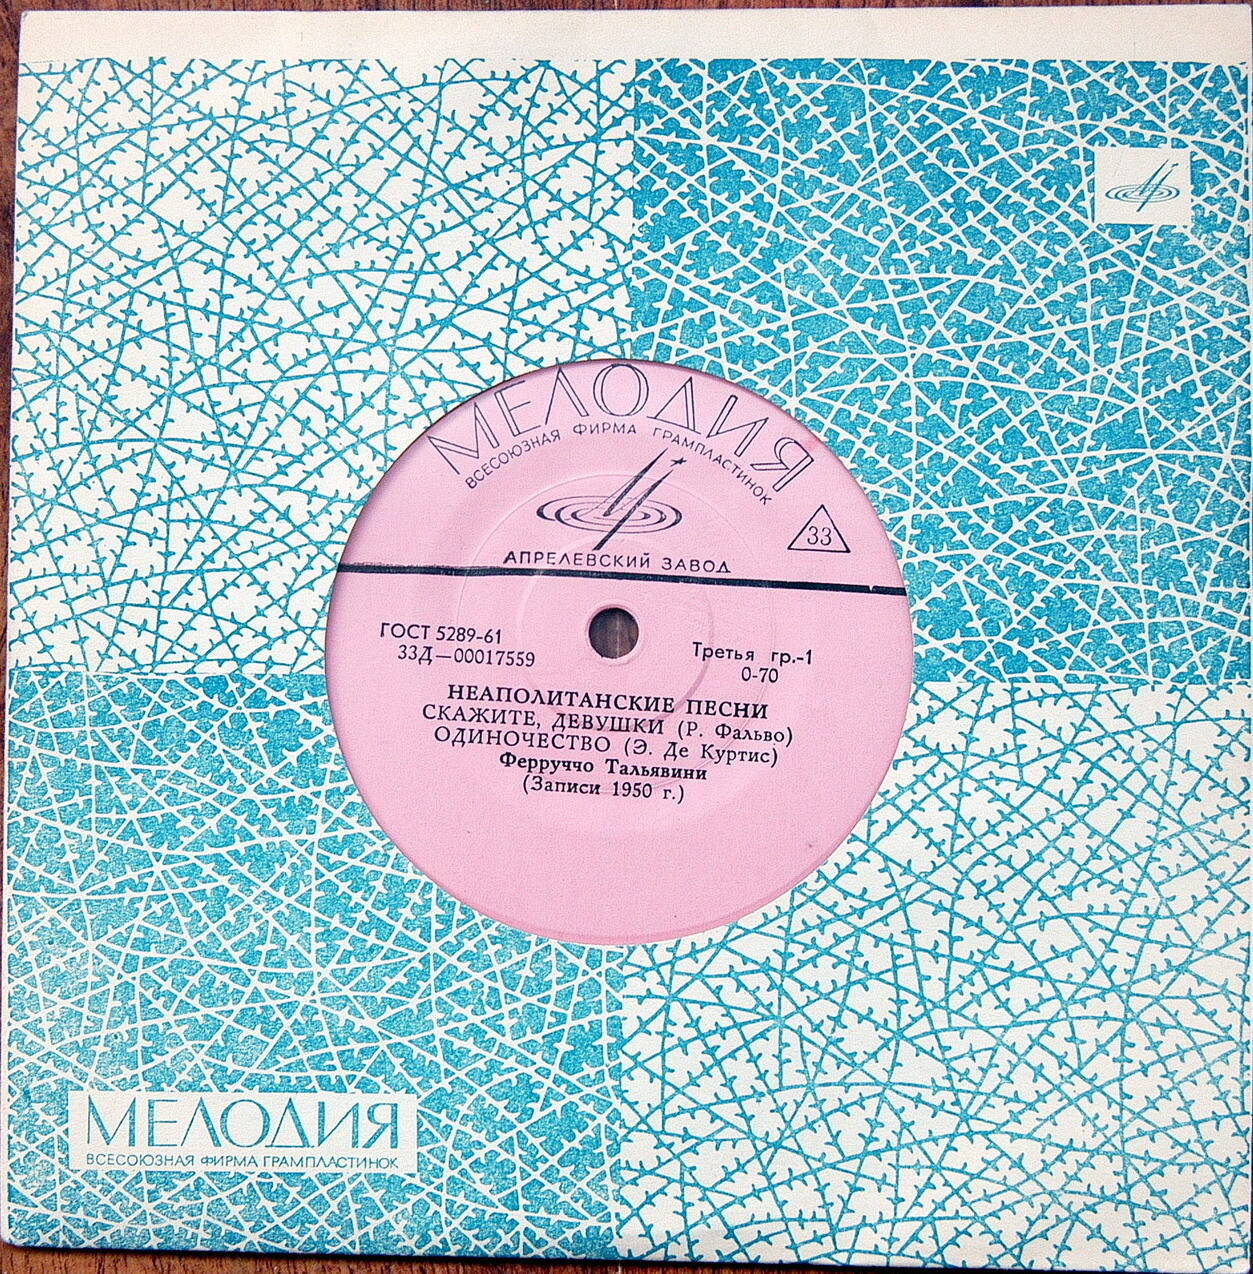 МЕЛОДИЯ
ВСЕСОЮЗНАЯ ФИРМА ГРАМПЛАСТИНОК
33
АПРЕЛЕВСКИЙ ЗАВОД
ГОСТ 5289-61
33Д—00017559
Третья гр.-1
0-70
НЕАПОЛИТАНСКИЕ ПЕСНИ
СКАЖИТЕ, ДЕВУШКИ (Р. Фальво)
ОДИНОЧЕСТВО (Э. Де Куртис)
Ферруччо Тальявини
(Записи 1950 г.)
МЕЛОДИЯ
ВСЕСОЮЗНАЯ ФИРМА ГРАМПЛАСТИНОК